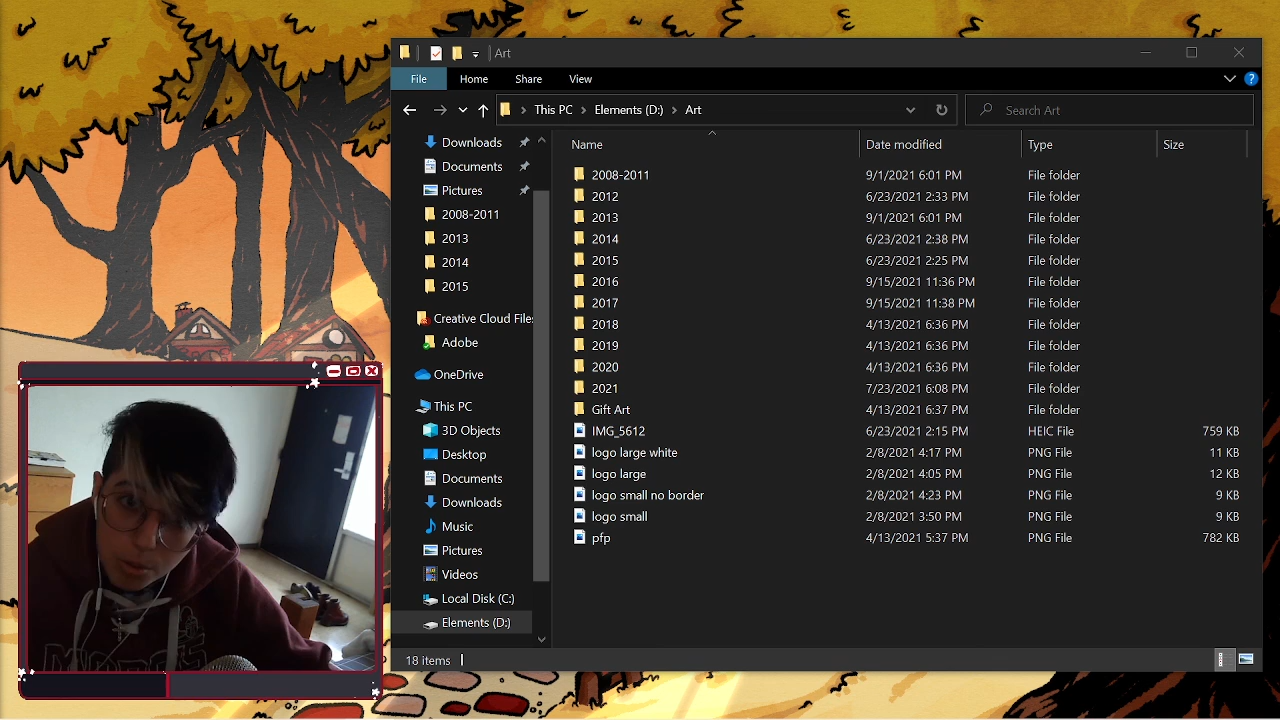 Art
File Home Share View
This PC Elements (D:) Art Search Art
Name Date modified Type Size
Downloads
Documents
Pictures
2008-2011
2013
2014
2015
Creative Cloud File
Adobe
OneDrive
This PC
3D Objects
Desktop
Documents
Downloads
Music
Pictures
Videos
Local Disk (C:)
Elements (D:)
2008-2011 9/1/2021 6:01 PM File folder
2012 6/23/2021 2:33 PM File folder
2013 9/1/2021 6:01 PM File folder
2014 6/23/2021 2:38 PM File folder
2015 6/23/2021 2:25 PM File folder
2016 9/15/2021 11:36 PM File folder
2017 9/15/2021 11:38 PM File folder
2018 4/13/2021 6:36 PM File folder
2019 4/13/2021 6:36 PM File folder
2020 4/13/2021 6:36 PM File folder
2021 7/23/2021 6:08 PM File folder
Gift Art 4/13/2021 6:37 PM File folder
IMG_5612 6/23/2021 2:15 PM HEIC File 759 KB
logo large white 2/8/2021 4:17 PM PNG File 11 KB
logo large 2/8/2021 4:05 PM PNG File 12 KB
logo small no border 2/8/2021 4:23 PM PNG File 9 KB
logo small 2/8/2021 3:50 PM PNG File 9 KB
pfp 4/13/2021 5:37 PM PNG File 782 KB
18 items